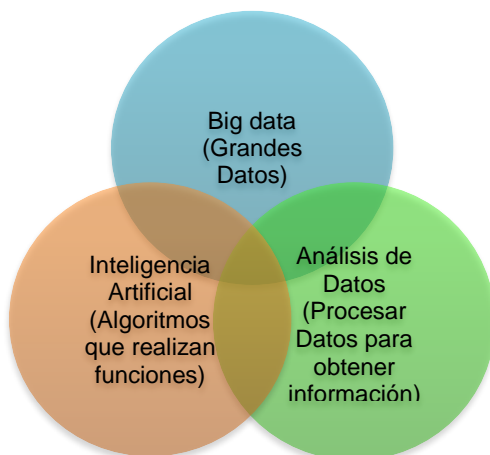 Big data
(Grandes
Datos)
Inteligencia
Artificial
(Algoritmos
que realizan
funciones)
Análisis de
Datos
(Procesar
Datos para
obtener
información)